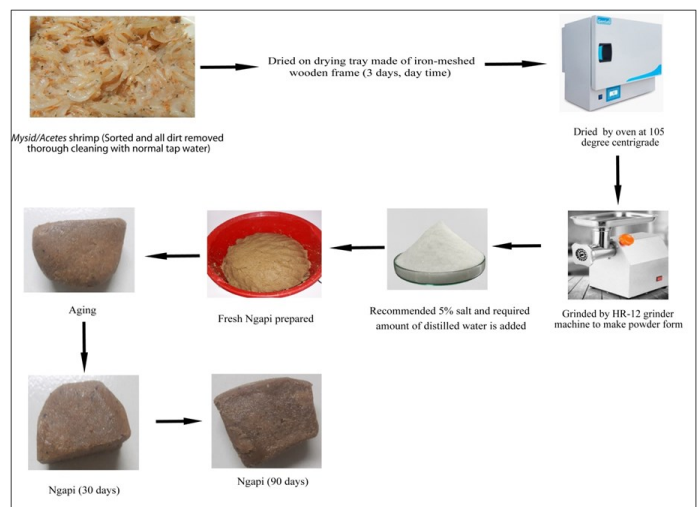 Mysid/Acetes shrimp (Sorted and all dirt removed
thorough cleaning with normal tap water)
Dried on drying tray made of iron-meshed
wooden frame (3 days, day time)
Dried by oven at 105
degree centrigrade
Grinded by HR-12 grinder
machine to make powder form
Recommended 5% salt and required
amount of distilled water is added
Fresh Ngapi prepared
Aging
Ngapi (30 days)
Ngapi (90 days)